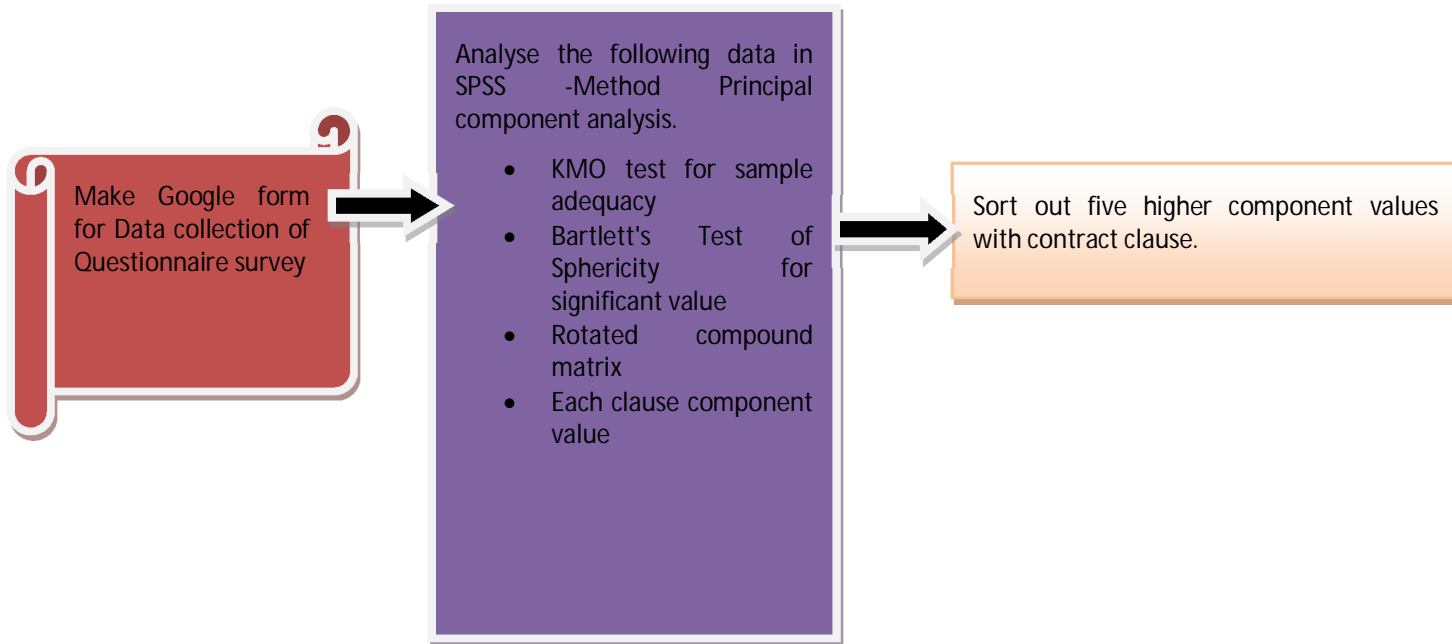 Make Google form
for Data collection of
Questionnaire survey
Analyse the following data in
SPSS -Method Principal
component analysis.
• KMO test for sample
adequacy
• Bartlett's Test of
Sphericity for
significant value
• Rotated compound
matrix
• Each clause component
value
Sort out five higher component values
with contract clause.